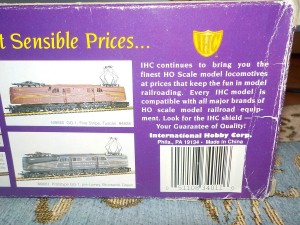 t Sensible Prices...
IHC
IHC continues to bring you the
finest HO Scale model locomotives
at prices that keep the fun in model
railroading. Every IHC model is
compatible with all major brands of
HO scale model railroad equip-
ment. Look for the IHC shield —
Your Guarantee of Quality!
International Hobby Corp.
Phila., PA 19134 - Made in China